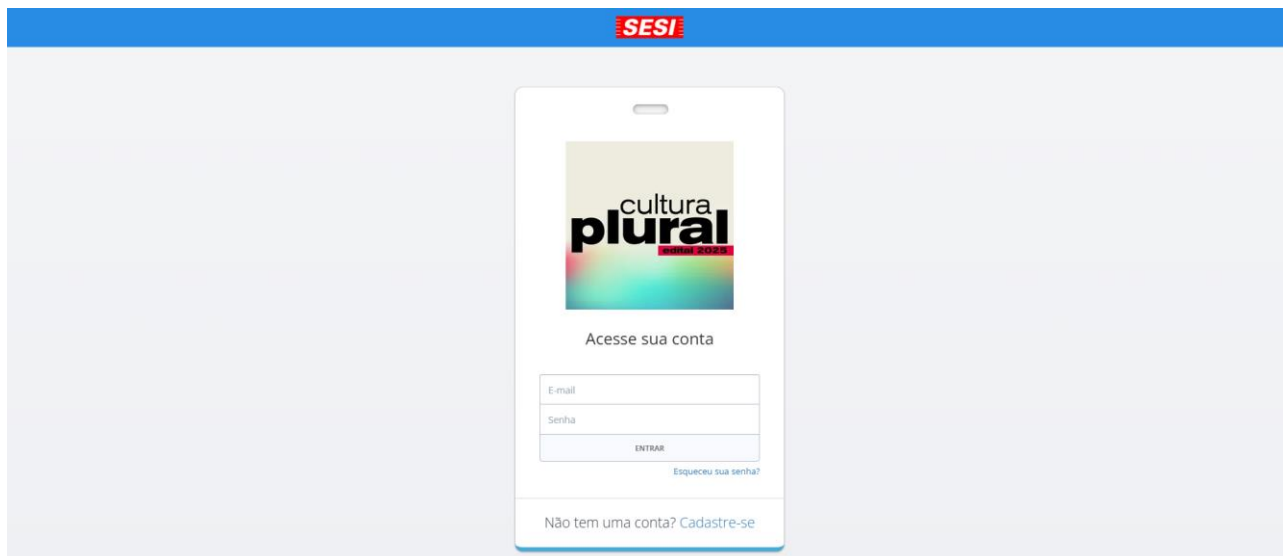 SESI
cultura
plural
edital 2025
Acesse sua conta
E-mail
Senha
ENTRAR
Esqueceu sua senha?
Não tem uma conta? Cadastre-se